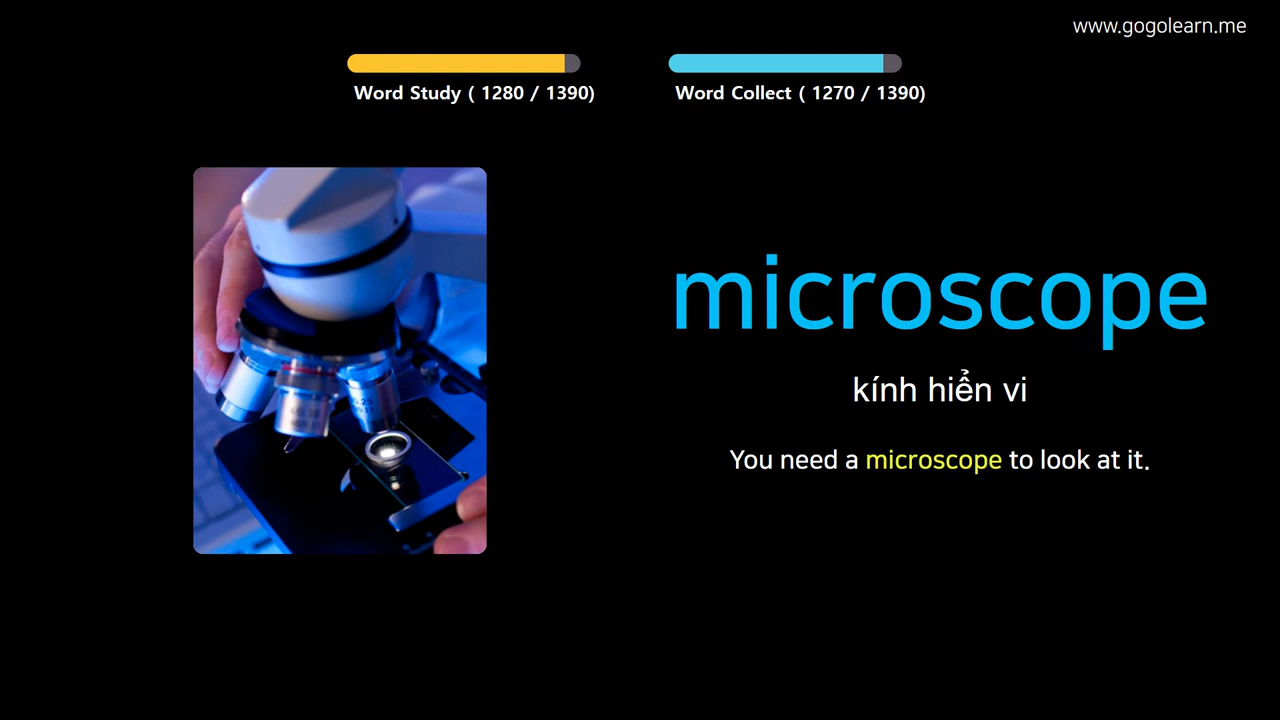 www.gogolearn.me
Word Study ( 1280 / 1390)
Word Collect ( 1270 / 1390)
microscope
kính hiển vi
You need a microscope to look at it.